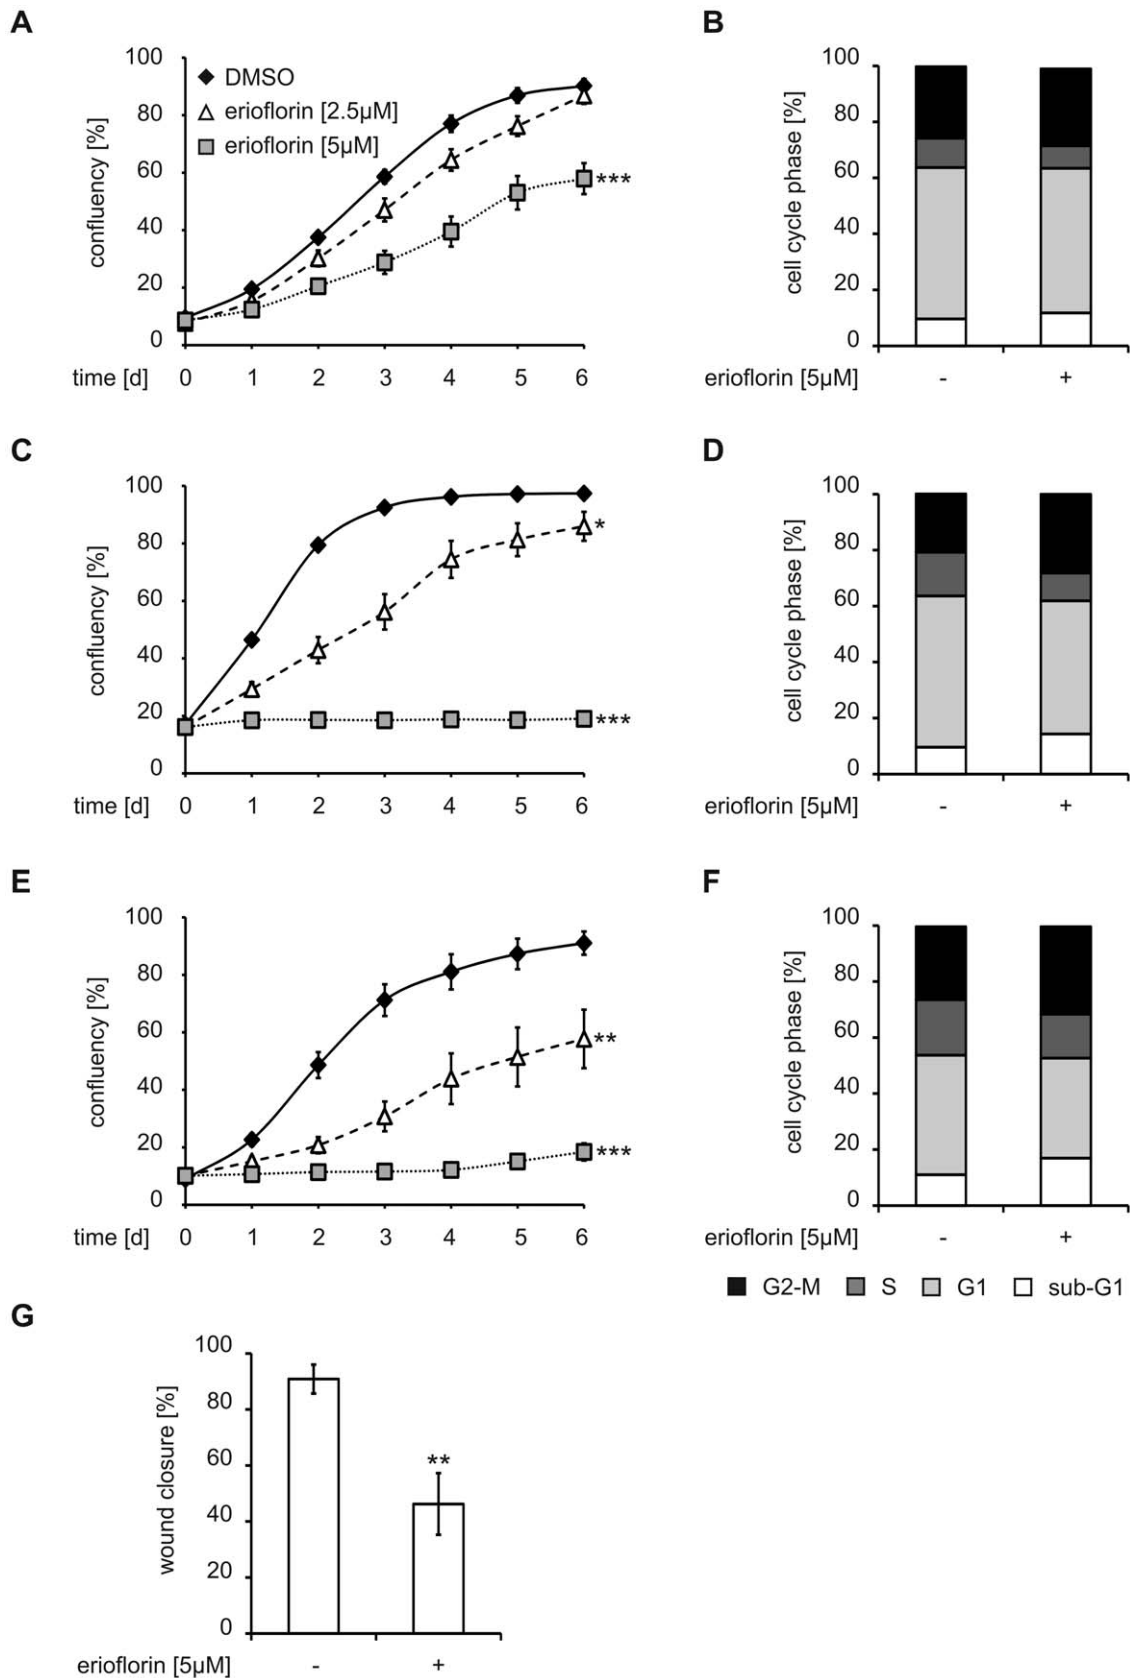 A
B
100
80
60
40
20
0
confluency [%]
DMSO
erioflorin [2.5µM]
erioflorin [5µM]
***
time [d] 0 1 2 3 4 5 6
100
80
60
40
20
0
cell cycle phase [%]
erioflorin [5µM] - +
C
D
100
80
60
40
20
0
confluency [%]
*
***
time [d] 0 1 2 3 4 5 6
100
80
60
40
20
0
cell cycle phase [%]
erioflorin [5µM] - +
E
F
100
80
60
40
20
0
confluency [%]
**
***
time [d] 0 1 2 3 4 5 6
100
80
60
40
20
0
cell cycle phase [%]
erioflorin [5µM] - +
G2-M S G1 sub-G1
G
100
80
60
40
20
0
wound closure [%]
**
erioflorin [5µM] - +